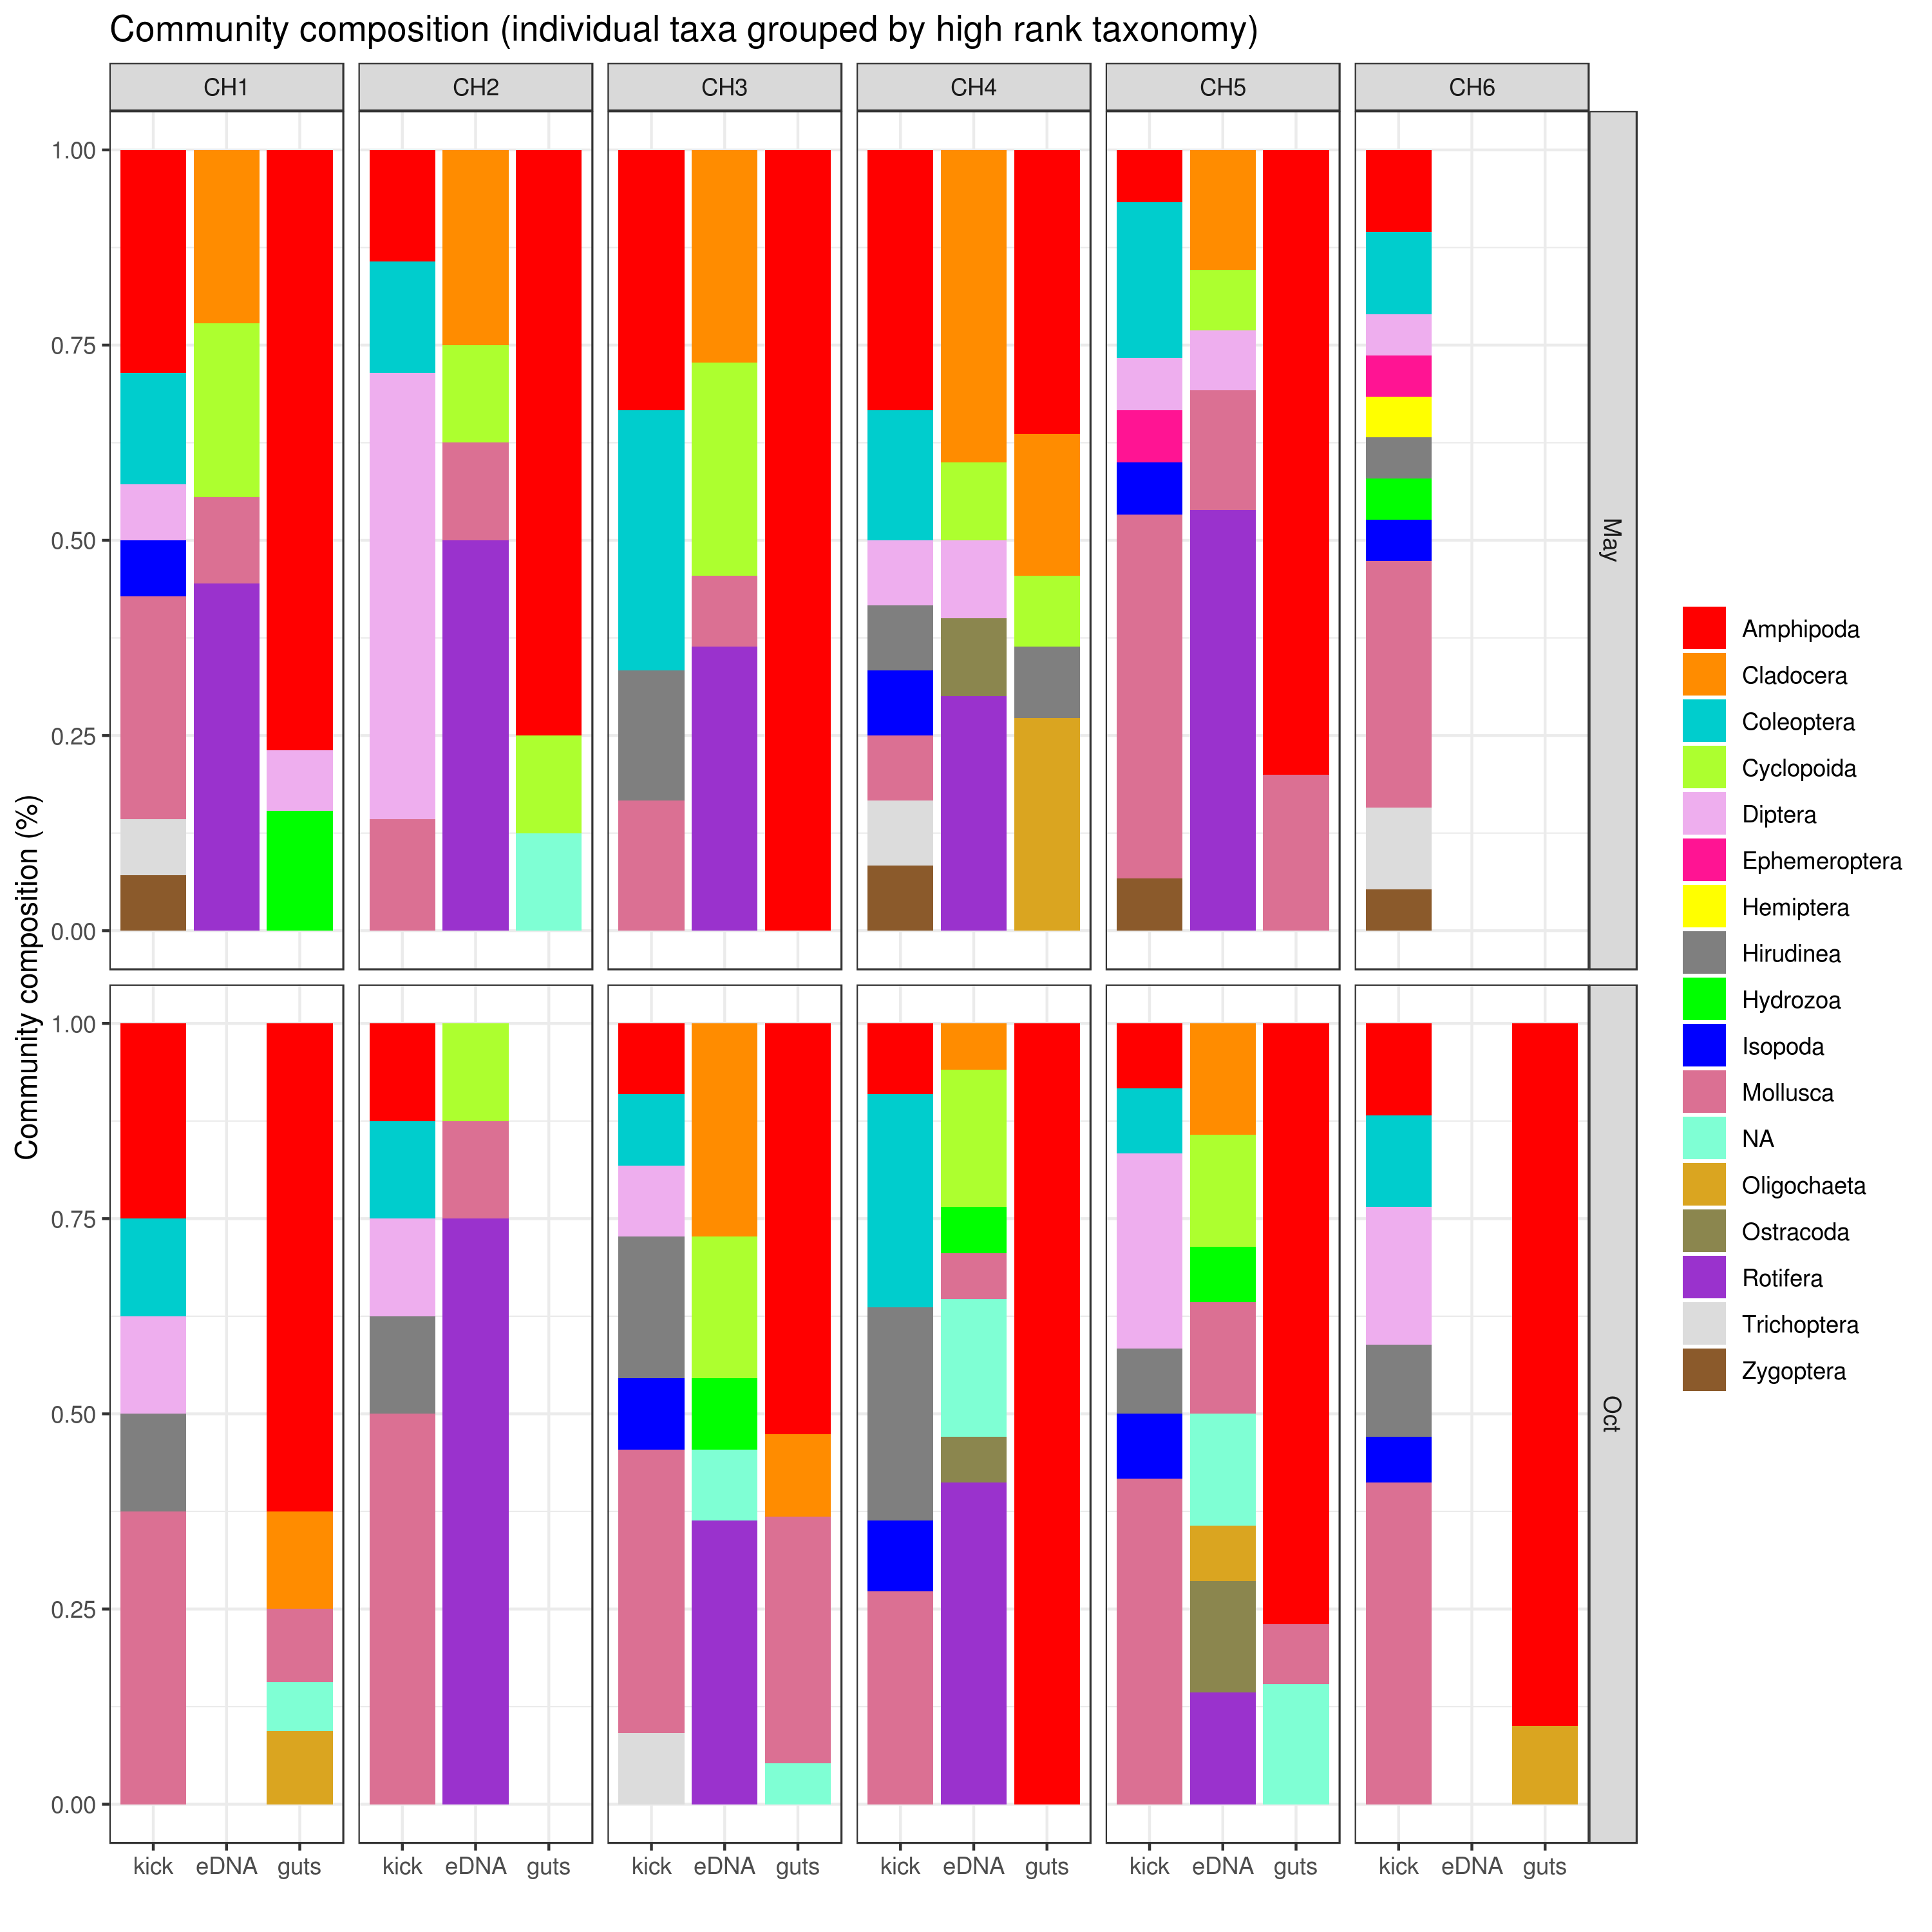 Community composition (individual taxa grouped by high rank taxonomy)
CH1 CH2 CH3 CH4 CH5 CH6
Community composition (%)
1.00
0.75
0.50
0.25
0.00
May
1.00
0.75
0.50
0.25
0.00
Oct
kick eDNA guts kick eDNA guts kick eDNA guts kick eDNA guts kick eDNA guts kick eDNA guts
Amphipoda
Cladocera
Coleoptera
Cyclopoida
Diptera
Ephemeroptera
Hemiptera
Hirudinea
Hydrozoa
Isopoda
Mollusca
NA
Oligochaeta
Ostracoda
Rotifera
Trichoptera
Zygoptera